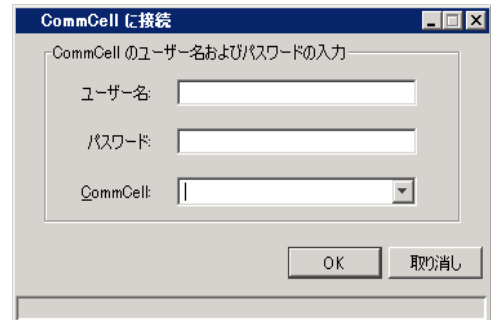 CommCell に接続
CommCell のユーザー名およびパスワードの入力
ユーザー名:
パスワード:
CommCell:
OK 取り消し